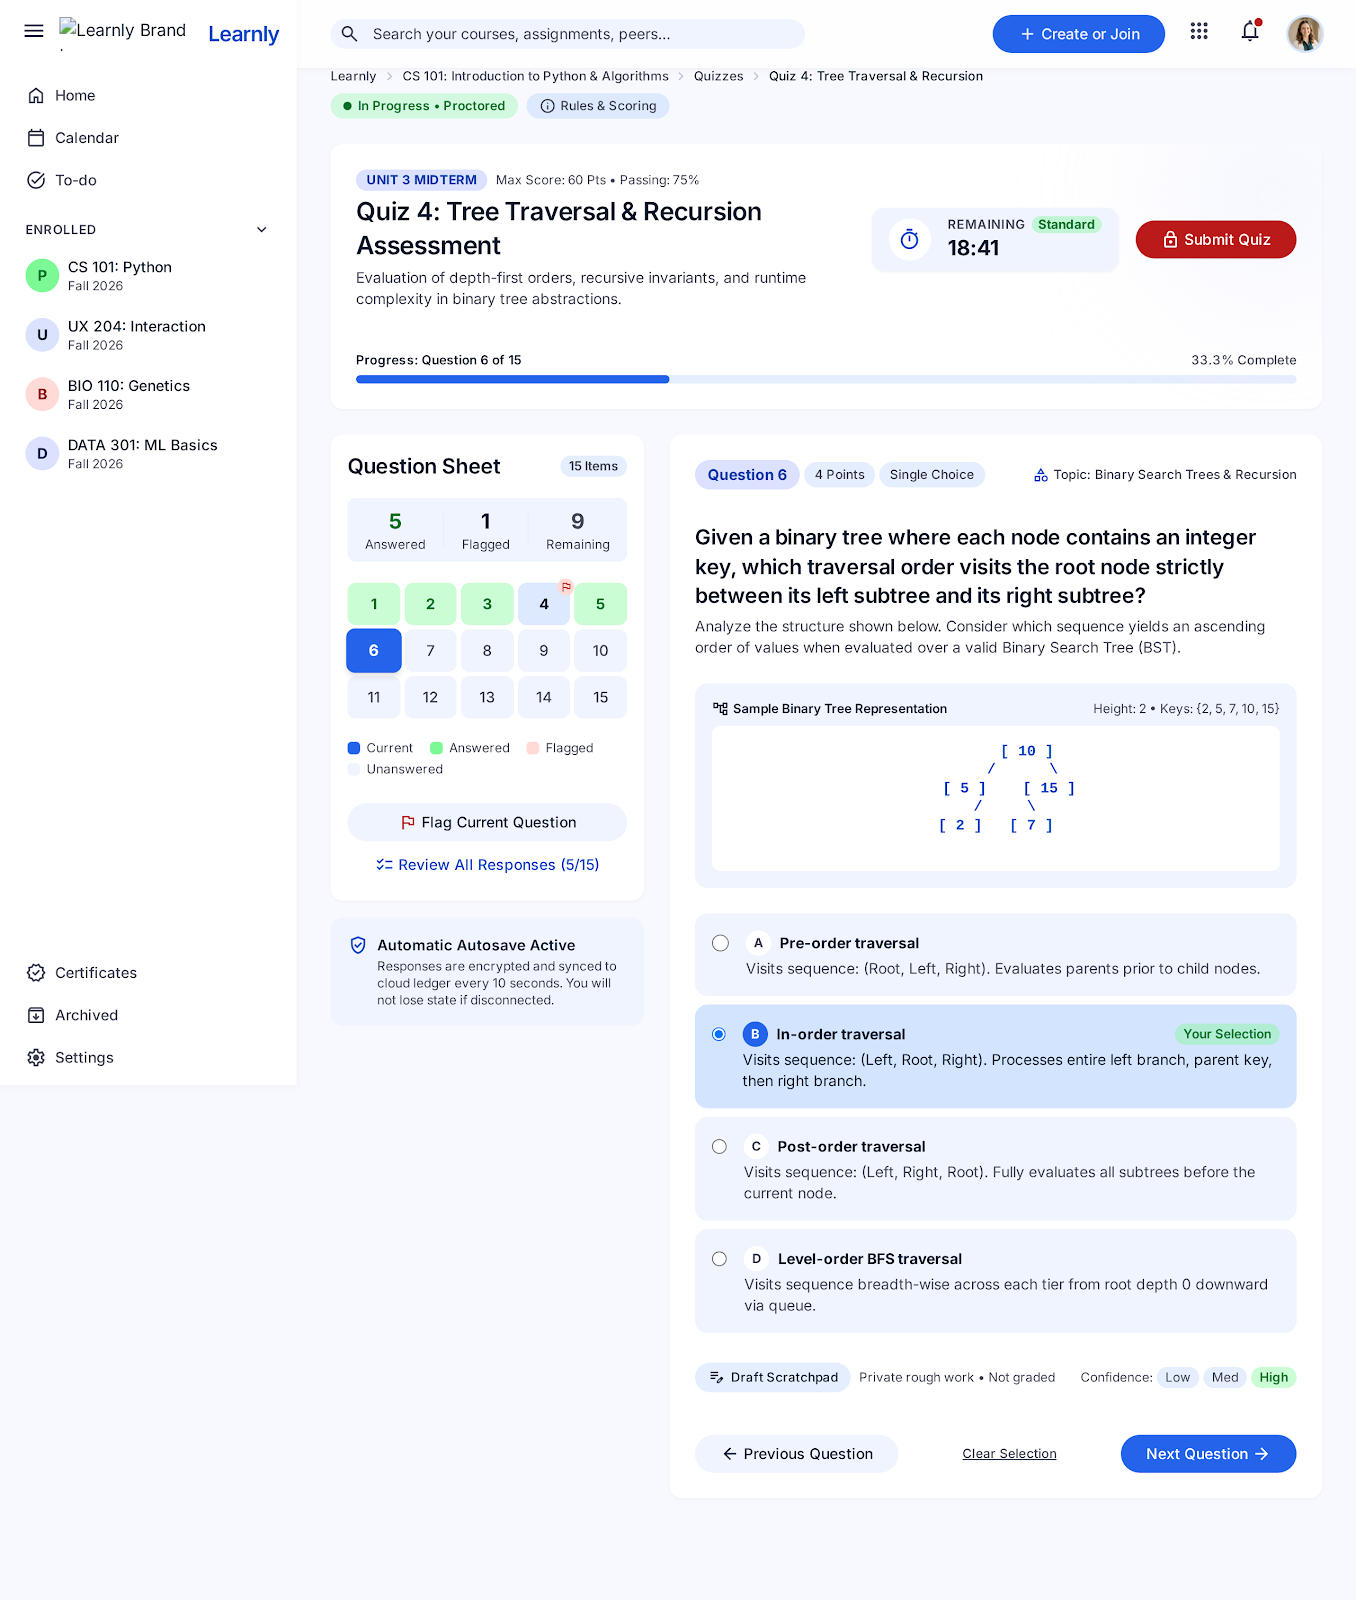 Learnly Brand
Learnly
Search your courses, assignments, peers...
Create or Join
Home
Calendar
To-do
ENROLLED
P
CS 101: Python
Fall 2026
U
UX 204: Interaction
Fall 2026
B
BIO 110: Genetics
Fall 2026
D
DATA 301: ML Basics
Fall 2026
Certificates
Archived
Settings
Learnly > CS 101: Introduction to Python & Algorithms > Quizzes > Quiz 4: Tree Traversal & Recursion
In Progress • Proctored
Rules & Scoring
UNIT 3 MIDTERM
Max Score: 60 Pts • Passing: 75%
Quiz 4: Tree Traversal & Recursion
Assessment
Evaluation of depth-first orders, recursive invariants, and runtime
complexity in binary tree abstractions.
REMAINING Standard
18:41
Submit Quiz
Progress: Question 6 of 15
33.3% Complete
Question Sheet
15 Items
5 1 9
Answered Flagged Remaining
1 2 3 4 5
6 7 8 9 10
11 12 13 14 15
Current Answered Flagged
Unanswered
Flag Current Question
Review All Responses (5/15)
Automatic Autosave Active
Responses are encrypted and synced to
cloud ledger every 10 seconds. You will
not lose state if disconnected.
Question 6
4 Points
Single Choice
Topic: Binary Search Trees & Recursion
Given a binary tree where each node contains an integer
key, which traversal order visits the root node strictly
between its left subtree and its right subtree?
Analyze the structure shown below. Consider which sequence yields an ascending
order of values when evaluated over a valid Binary Search Tree (BST).
Sample Binary Tree Representation
Height: 2 • Keys: {2, 5, 7, 10, 15}
[ 10 ]
/ \
[ 5 ] [ 15 ]
/ \
[ 2 ] [ 7 ]
A Pre-order traversal
Visits sequence: (Root, Left, Right). Evaluates parents prior to child nodes.
B In-order traversal
Your Selection
Visits sequence: (Left, Root, Right). Processes entire left branch, parent key,
then right branch.
C Post-order traversal
Visits sequence: (Left, Right, Root). Fully evaluates all subtrees before the
current node.
D Level-order BFS traversal
Visits sequence breadth-wise across each tier from root depth 0 downward
via queue.
Draft Scratchpad
Private rough work • Not graded
Confidence: Low Med High
Previous Question
Clear Selection
Next Question